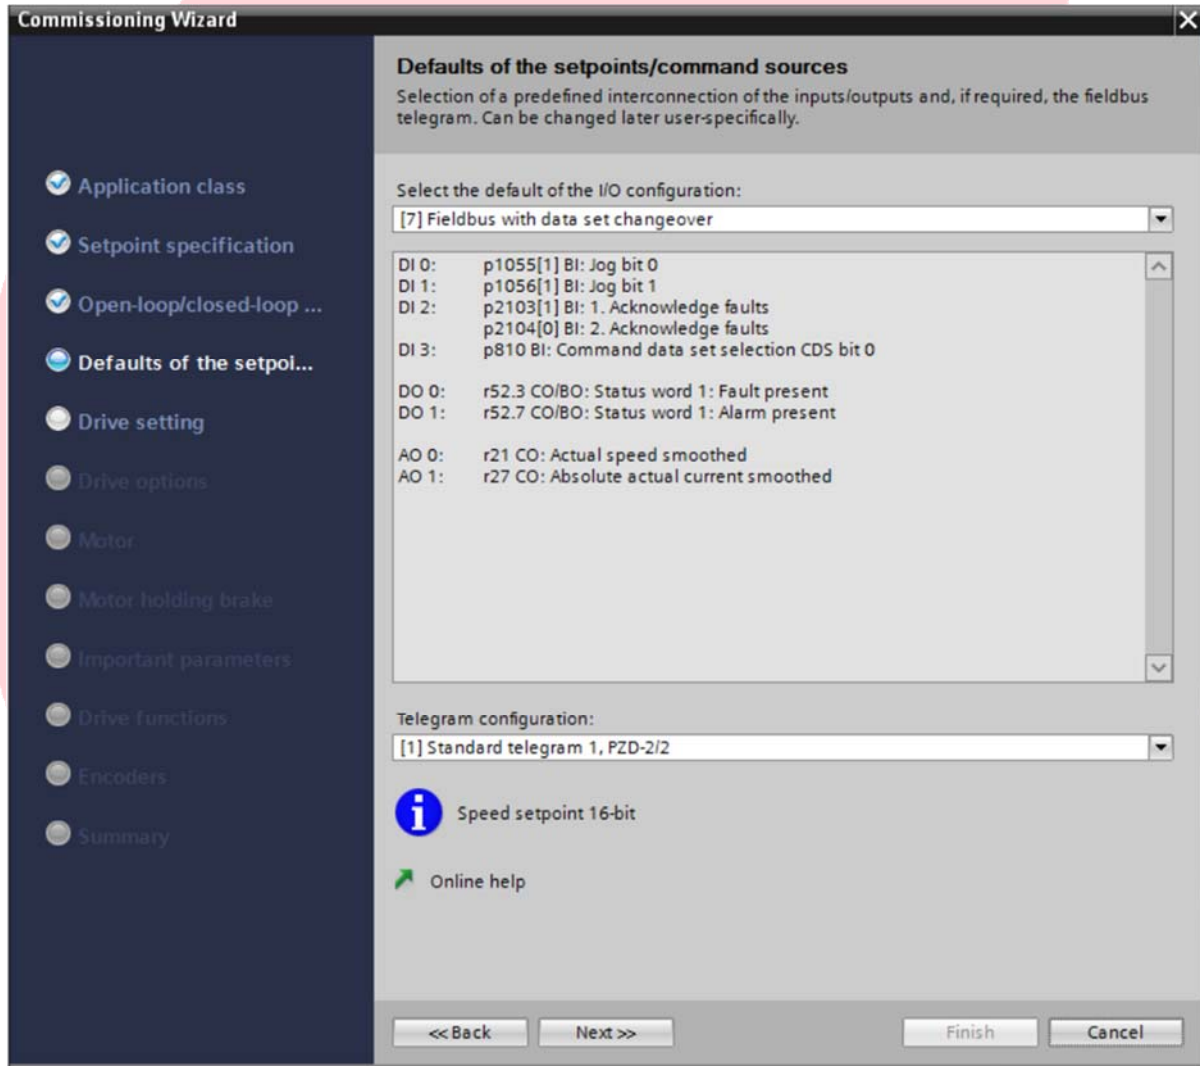 Commissioning Wizard
Defaults of the setpoints/command sources
Selection of a predefined interconnection of the inputs/outputs and, if required, the fieldbus
telegram. Can be changed later user-specifically.
Application class
Setpoint specification
Open-loop/closed-loop ...
Defaults of the setpoi...
Drive setting
Drive options
Motor
Motor holding brake
Important parameters
Drive functions
Encoders
Summary
Select the default of the I/O configuration:
[7] Fieldbus with data set changeover
DI 0: p1055[1] BI: Jog bit 0
DI 1: p1056[1] BI: Jog bit 1
DI 2: p2103[1] BI: 1. Acknowledge faults
p2104[0] BI: 2. Acknowledge faults
DI 3: p810 BI: Command data set selection CDS bit 0
DO 0: r52.3 CO/BO: Status word 1: Fault present
DO 1: r52.7 CO/BO: Status word 1: Alarm present
AO 0: r21 CO: Actual speed smoothed
AO 1: r27 CO: Absolute actual current smoothed
Telegram configuration:
[1] Standard telegram 1, PZD-2/2
Speed setpoint 16-bit
Online help
<< Back Next >> Finish Cancel